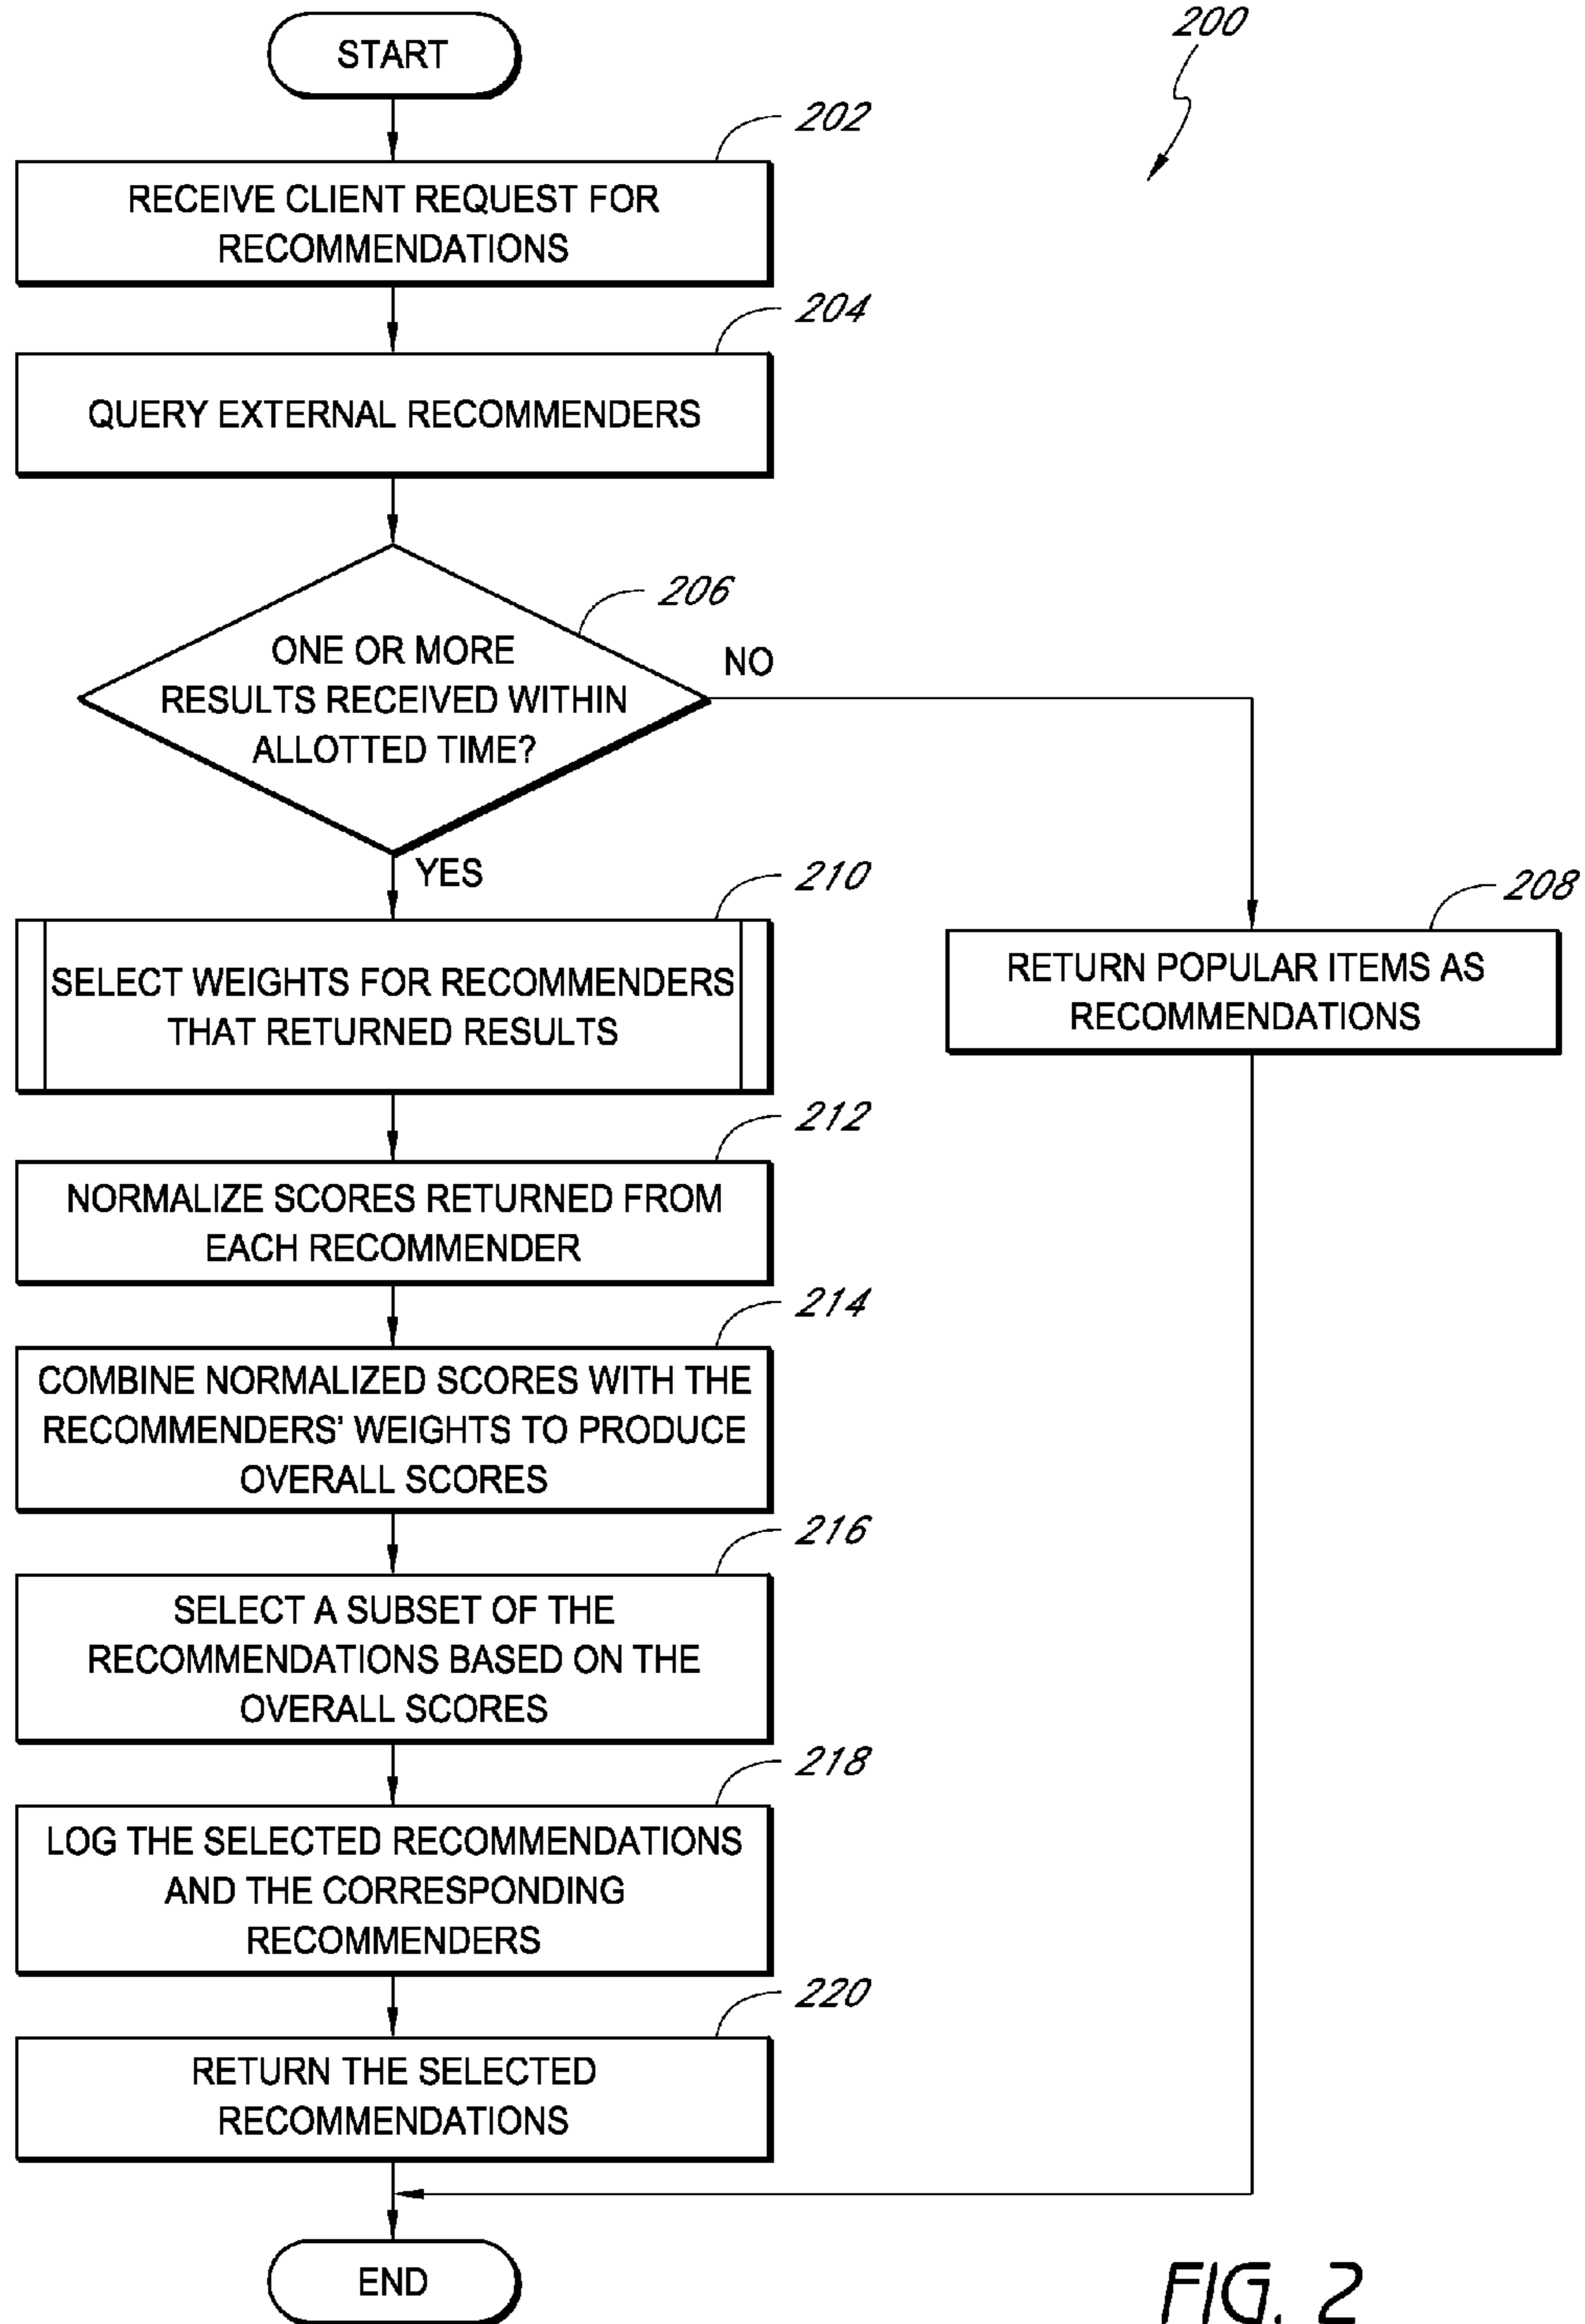 START
200
202
RECEIVE CLIENT REQUEST FOR
RECOMMENDATIONS
204
QUERY EXTERNAL RECOMMENDERS
206
ONE OR MORE
RESULTS RECEIVED WITHIN
ALLOTTED TIME?
NO
YES
208
RETURN POPULAR ITEMS AS
RECOMMENDATIONS
210
SELECT WEIGHTS FOR RECOMMENDERS
THAT RETURNED RESULTS
212
NORMALIZE SCORES RETURNED FROM
EACH RECOMMENDER
214
COMBINE NORMALIZED SCORES WITH THE
RECOMMENDERS' WEIGHTS TO PRODUCE
OVERALL SCORES
216
SELECT A SUBSET OF THE
RECOMMENDATIONS BASED ON THE
OVERALL SCORES
218
LOG THE SELECTED RECOMMENDATIONS
AND THE CORRESPONDING
RECOMMENDERS
220
RETURN THE SELECTED
RECOMMENDATIONS
END
FIG. 2